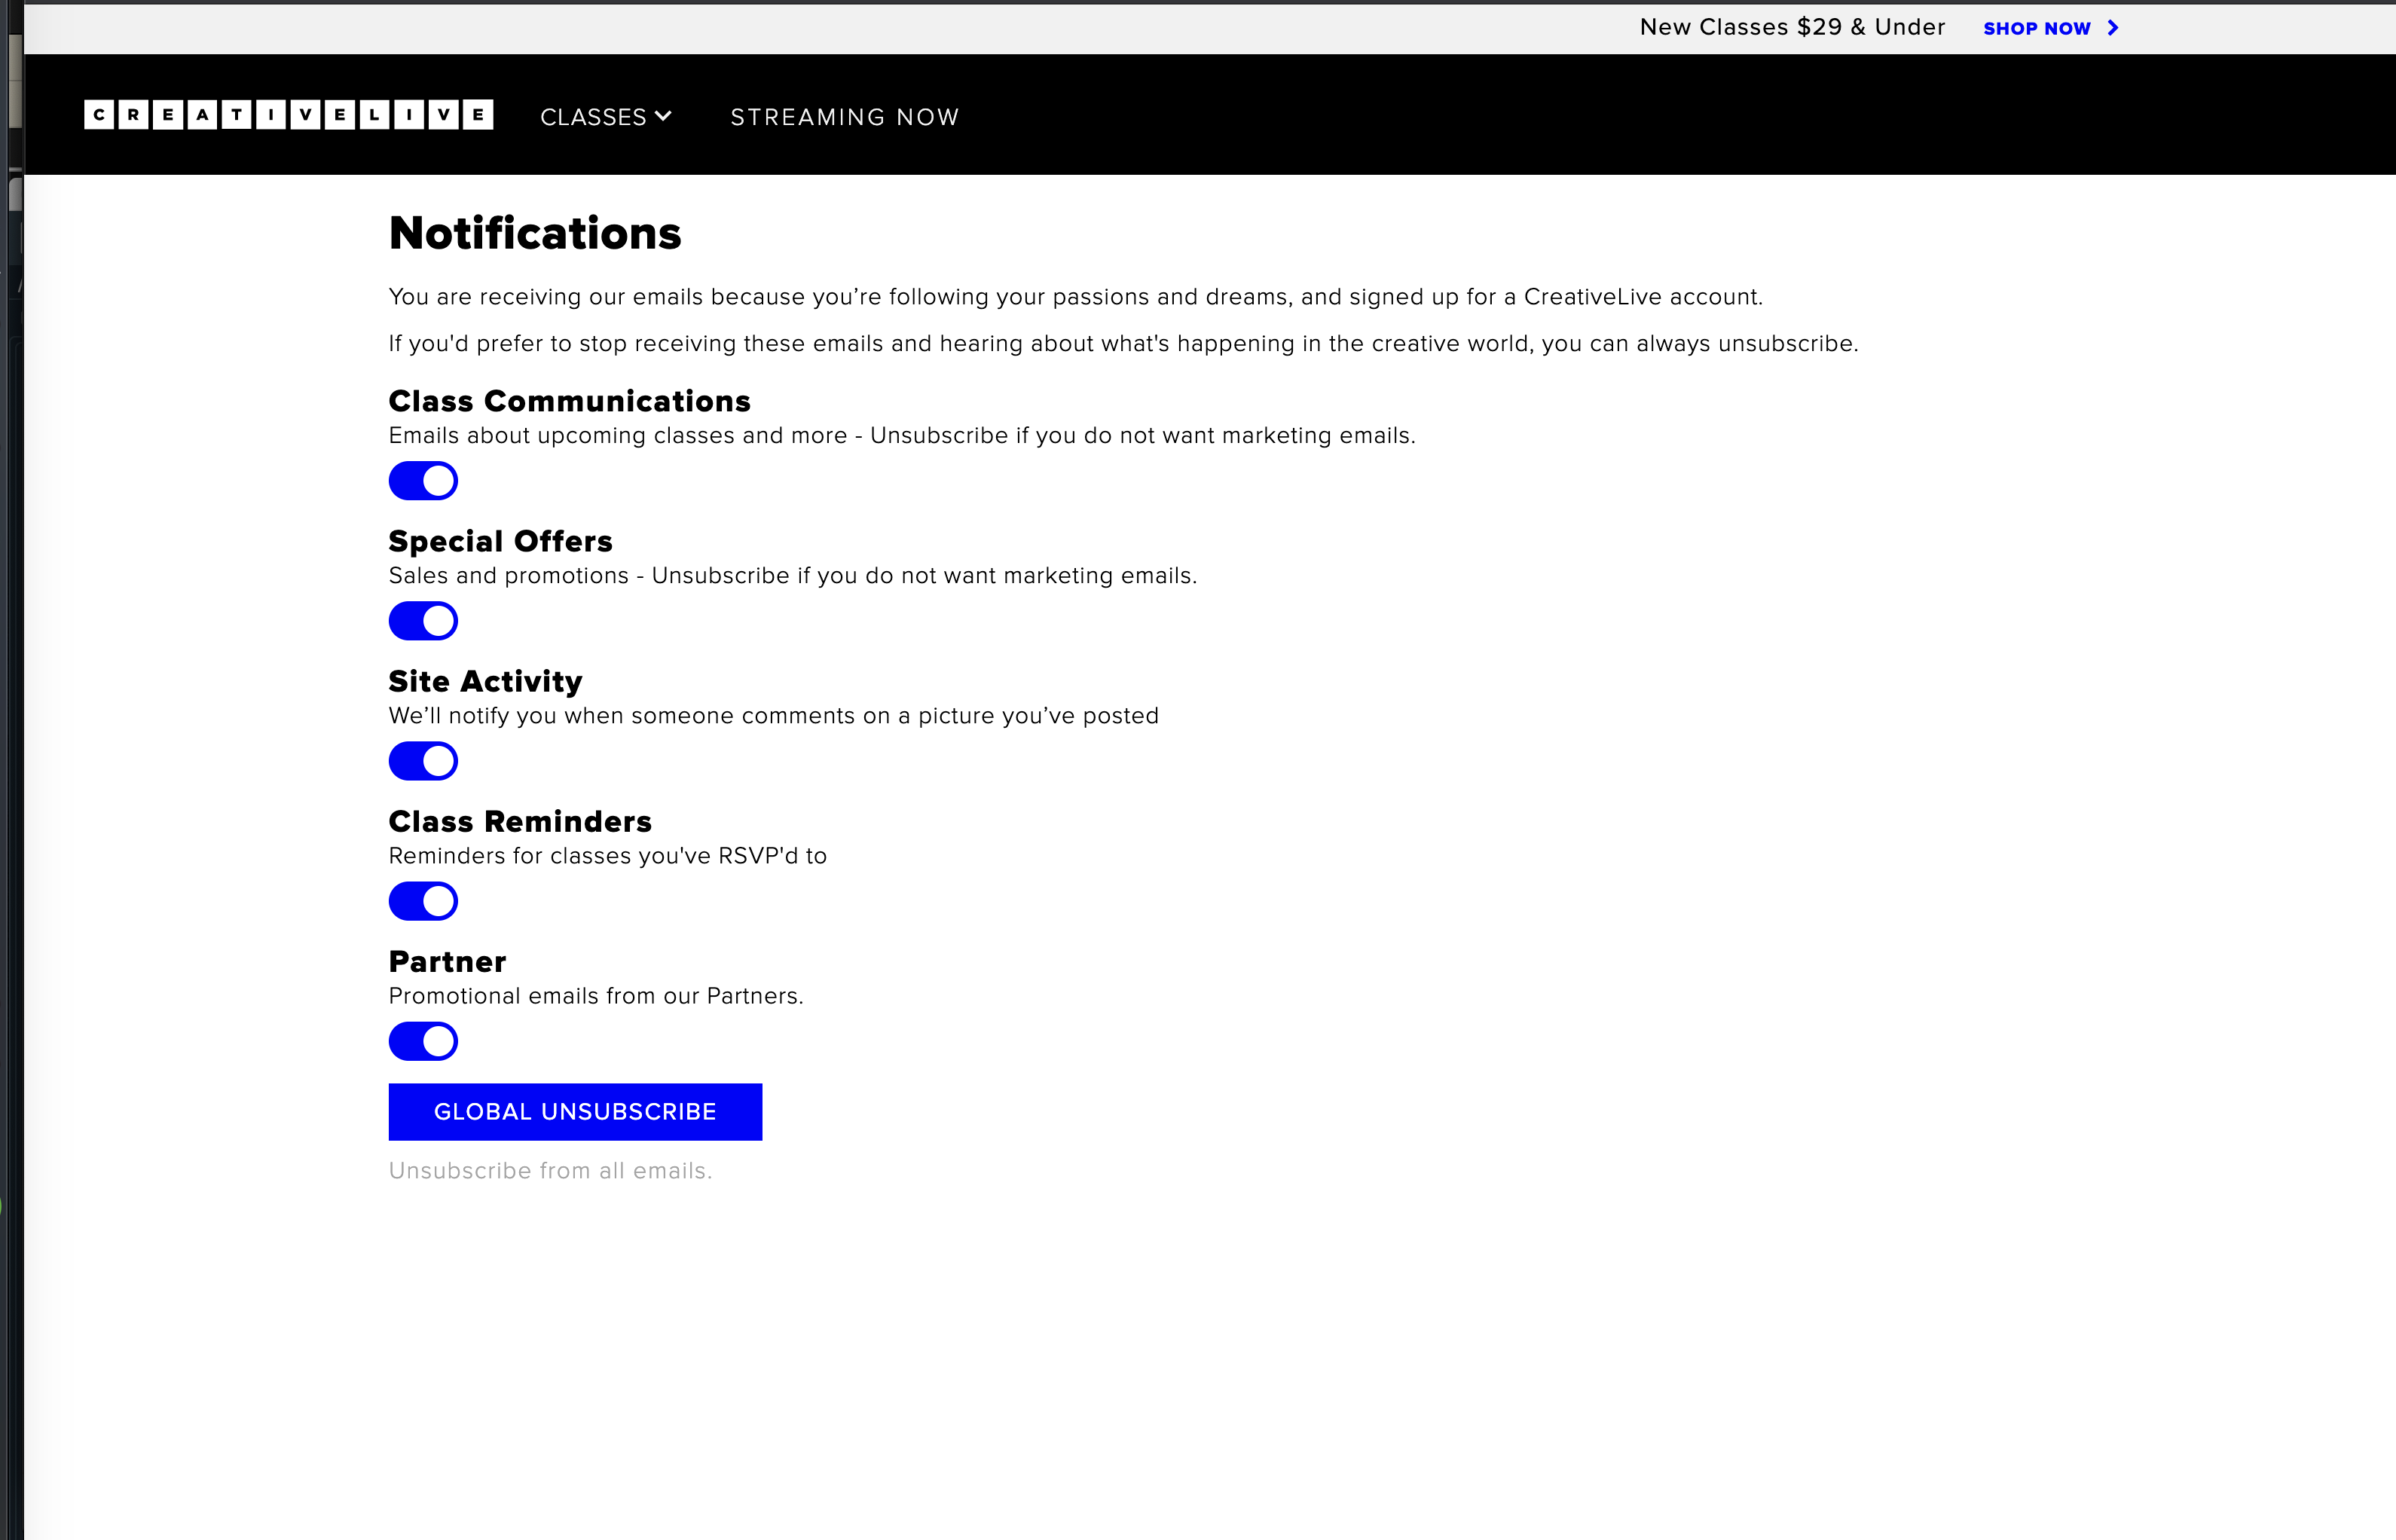 New Classes $29 & Under SHOP NOW
CREATIVELIVE CLASSES STREAMING NOW
Notifications
You are receiving our emails because you’re following your passions and dreams, and signed up for a CreativeLive account.
If you'd prefer to stop receiving these emails and hearing about what's happening in the creative world, you can always unsubscribe.
Class Communications
Emails about upcoming classes and more - Unsubscribe if you do not want marketing emails.
Special Offers
Sales and promotions - Unsubscribe if you do not want marketing emails.
Site Activity
We’ll notify you when someone comments on a picture you’ve posted
Class Reminders
Reminders for classes you've RSVP'd to
Partner
Promotional emails from our Partners.
GLOBAL UNSUBSCRIBE
Unsubscribe from all emails.